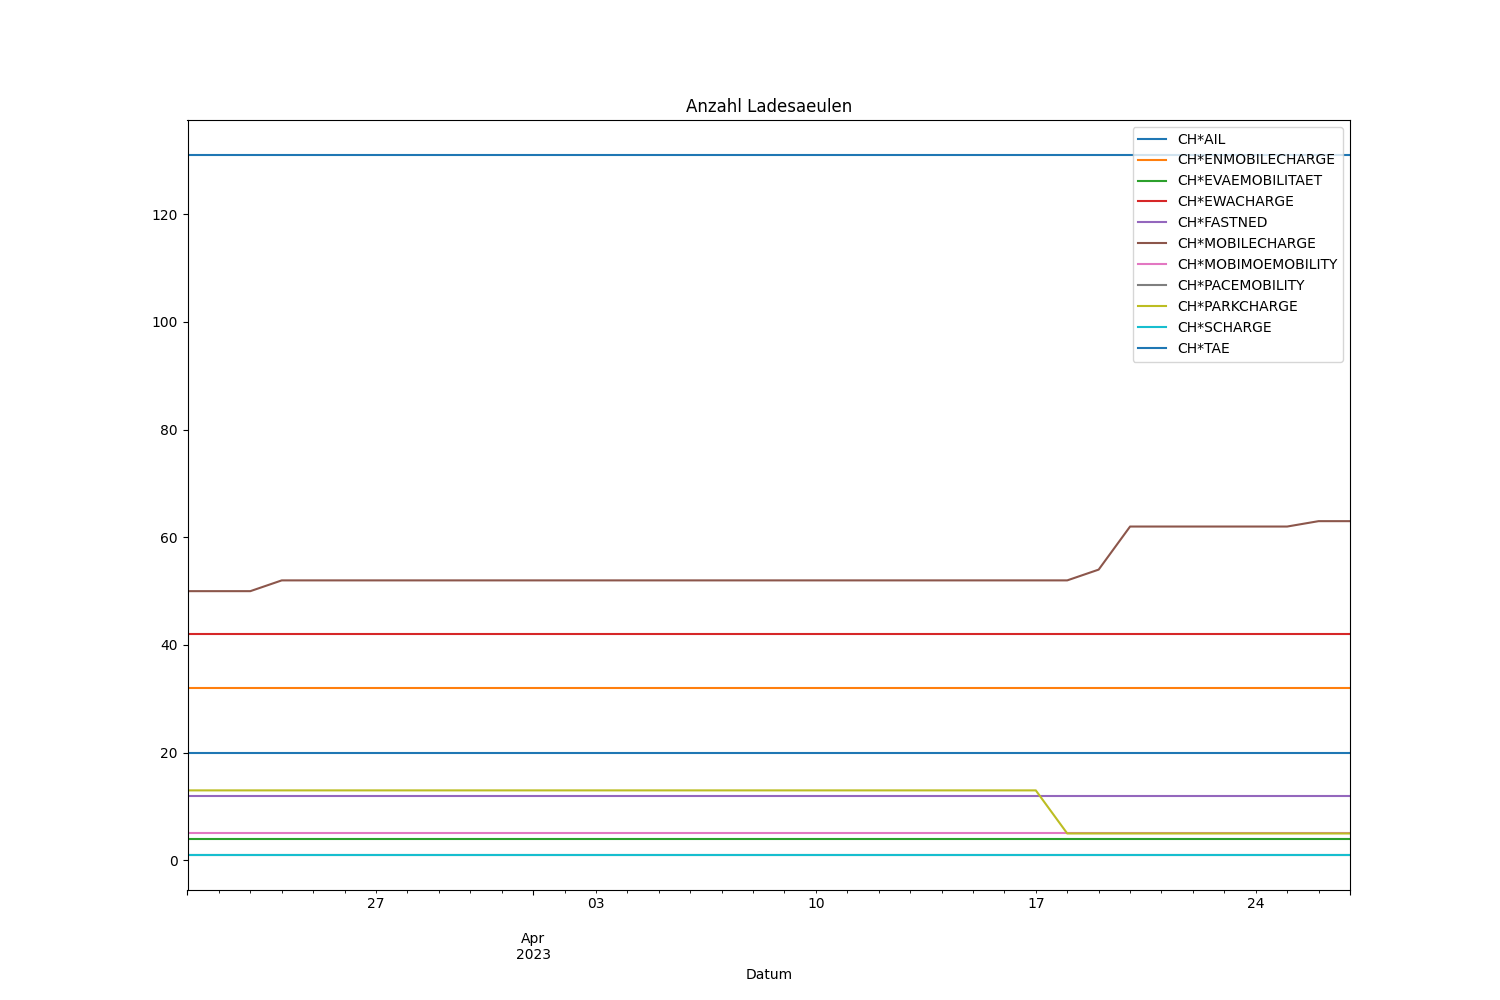 Anzahl Ladesaeulen
CH*AIL
CH*ENMOBILECHARGE
CH*EVAEMOBILITAET
CH*EWACHARGE
CH*FASTNED
CH*MOBILECHARGE
CH*MOBIMOEMOBILITY
CH*PACEMOBILITY
CH*PARKCHARGE
CH*SCHARGE
CH*TAE
120
100
80
60
40
20
0
27 03 10 17 24
Apr
2023
Datum